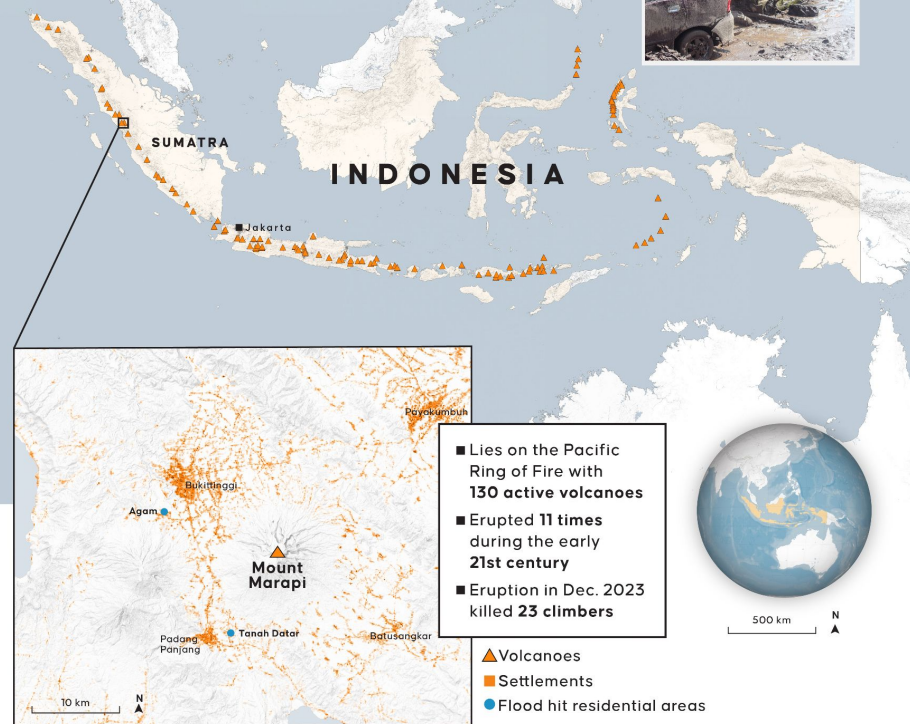 SUMATRA
INDONESIA
Jakarta
Payakumbuh
Bukittinggi
Agam
Mount
Marapi
Padang
Panjang
Tanah Datar
Batusangkar
10 km
N
Lies on the Pacific
Ring of Fire with
130 active volcanoes
Erupted 11 times
during the early
21st century
Eruption in Dec. 2023
killed 23 climbers
500 km
N
Volcanoes
Settlements
Flood hit residential areas